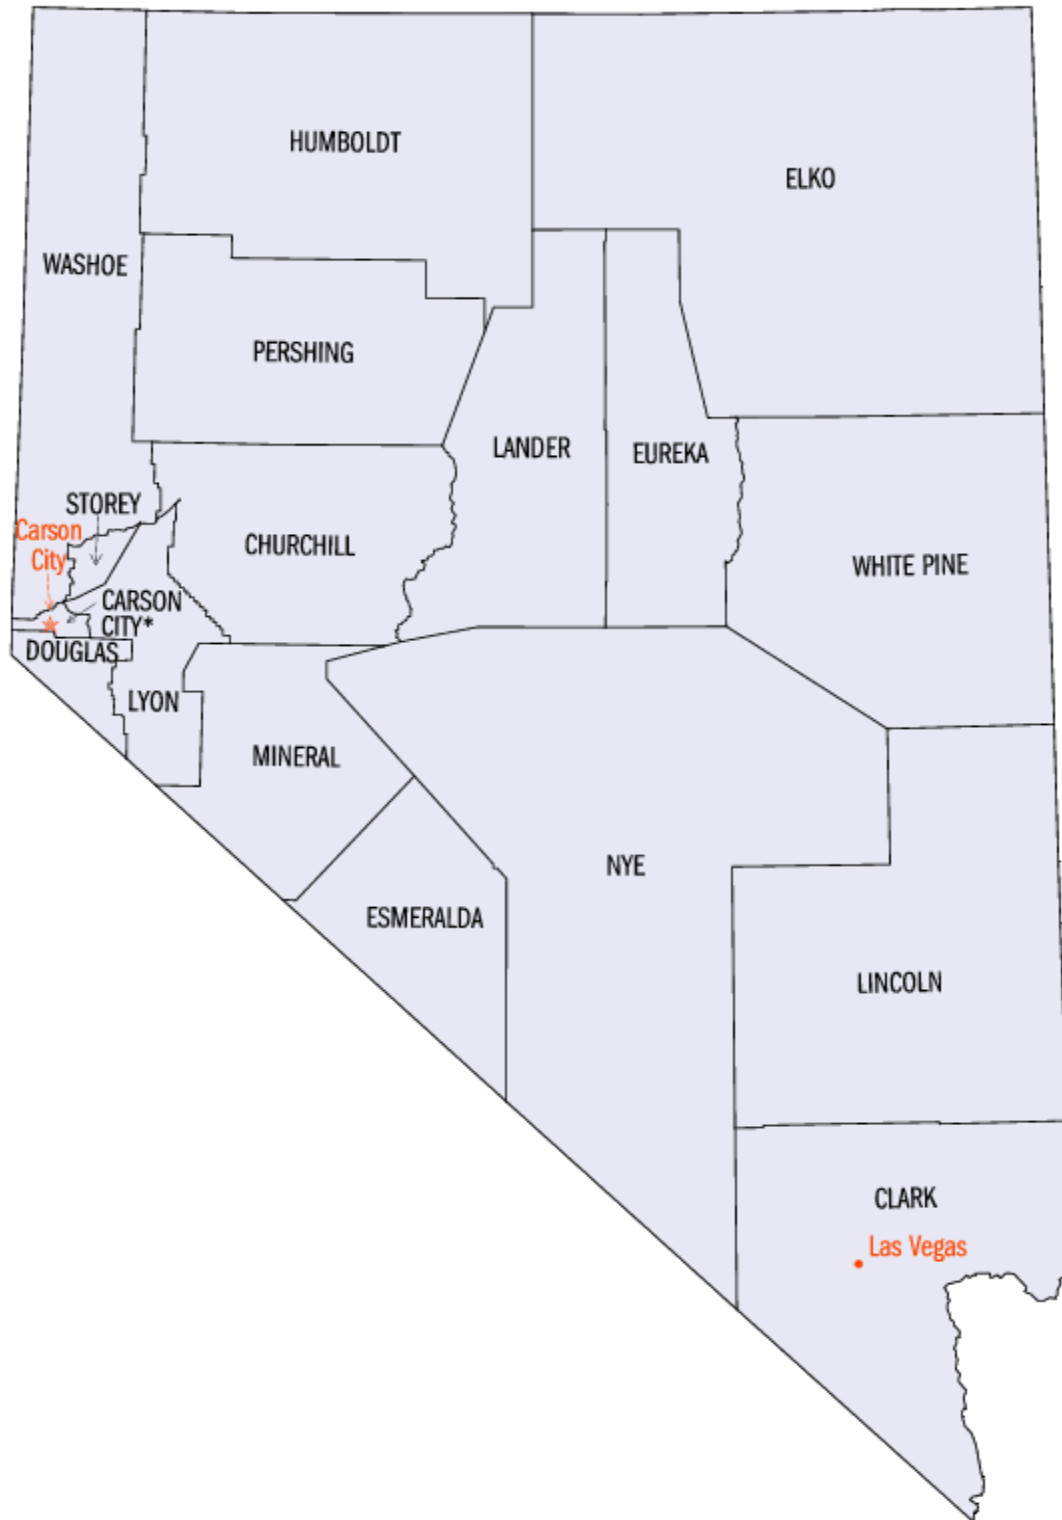 HUMBOLDT
ELKO
WASHOE
PERSHING
LANDER
EUREKA
STOREY
Carson
City
CHURCHILL
WHITE PINE
CARSON
CITY*
DOUGLAS
LYON
MINERAL
NYE
ESMERALDA
LINCOLN
CLARK
Las Vegas